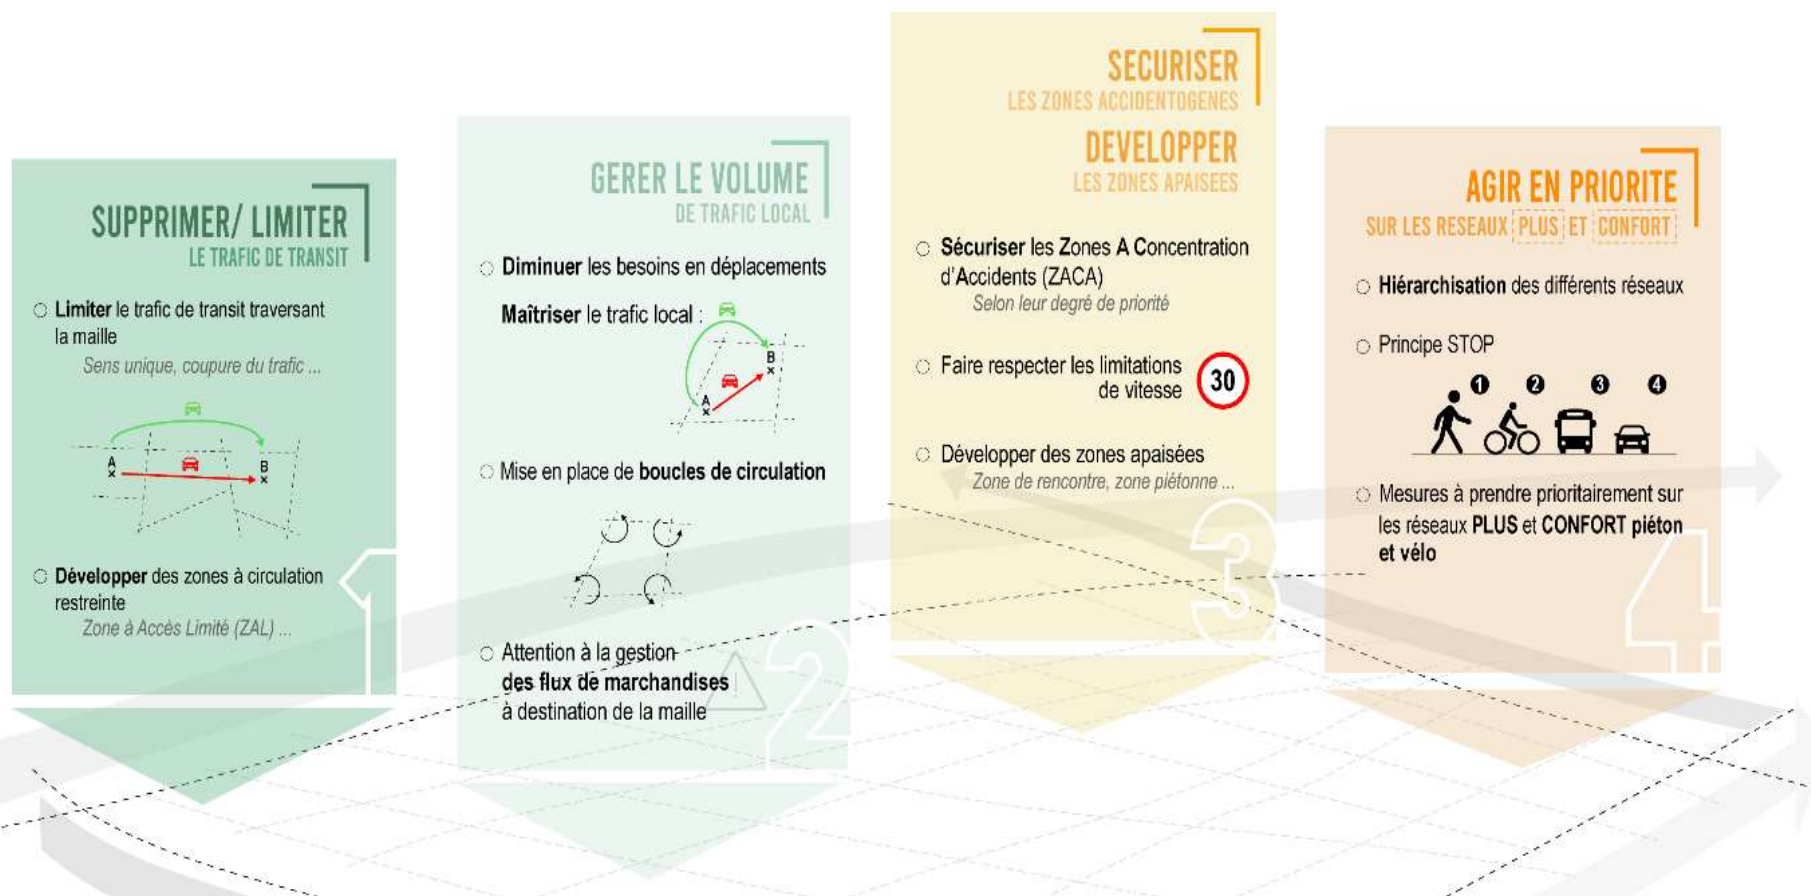 SUPPRIMER/ LIMITER
LE TRAFIC DE TRANSIT
Limiter le trafic de transit traversant
la maille
Sens unique, coupure du trafic ...
A
B
Développer des zones à circulation
restreinte
Zone à Accès Limité (ZAL) ...
1
GERER LE VOLUME
DE TRAFIC LOCAL
Diminuer les besoins en déplacements
Maîtriser le trafic local :
B
A
Mise en place de boucles de circulation
Attention à la gestion
des flux de marchandises
à destination de la maille
2
SECURISER
LES ZONES ACCIDENTOGENES
DEVELOPPER
LES ZONES APAISEES
Sécuriser les Zones A Concentration
d'Accidents (ZACA)
Selon leur degré de priorité
Faire respecter les limitations
de vitesse
30
Développer des zones apaisées
Zone de rencontre, zone piétonne ...
3
AGIR EN PRIORITE
SUR LES RESEAUX PLUS ET CONFORT
Hiérarchisation des différents réseaux
Principe STOP
1 2 3 4
Mesures à prendre prioritairement sur
les réseaux PLUS et CONFORT piéton
et vélo
4